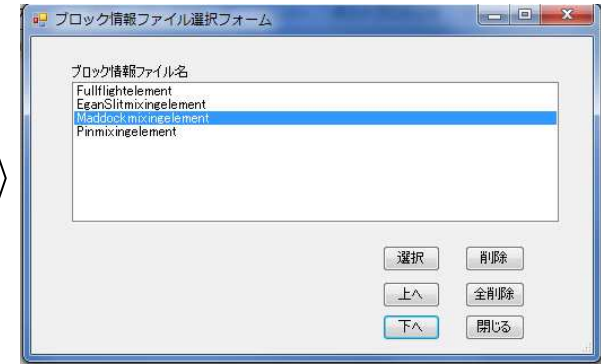 ブロック情報ファイル選択フォーム
ブロック情報ファイル名
Fullflightelement
EganSlitmixingelement
Maddockmixingelement
Pinmixingelement
選択 削除
上へ 全削除
下へ 閉じる